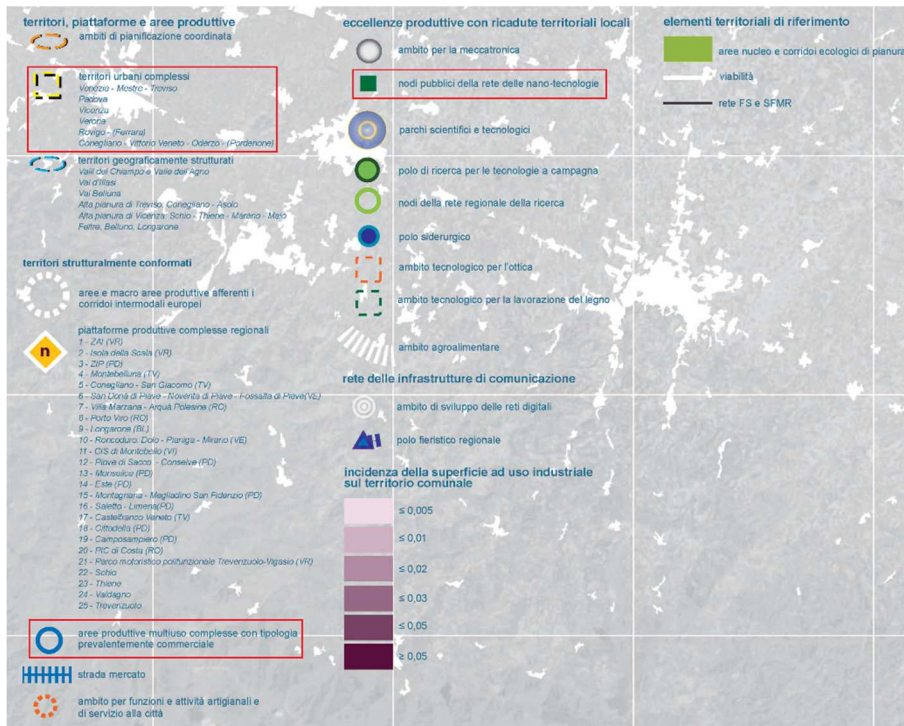 territori, piattaforme e aree produttive
ambiti di pianificazione coordinata
territori urbani complessi
Venezia - Mestre - Treviso
Padova
Vicenza
Verona
Rovigo - (Ferrara)
Conegliano - Vittorio Veneto - Oderzo - (Pordenone)
territori geograficamente strutturati
Valli del Chiampo e Valle dell'Agno
Val d'Illasi
Val Belluna
Alta pianura di Treviso: Conegliano - Asolo
Alta pianura di Vicenza: Schio - Thiene - Marano - Malo
Feltre, Belluno, Longarone
territori strutturalmente conformati
aree e macro aree produttive afferenti i
corridoi intermodali europei
n
piattaforme produttive complesse regionali
1 - ZAI (VR)
2 - Isola della Scala (VR)
3 - ZIP (PD)
4 - Montebelluna (TV)
5 - Conegliano - San Giacomo (TV)
6 - San Donà di Piave - Noventa di Piave - Fossalta di Piave(VE)
7 - Villa Marzana - Arquà Polesine (RO)
8 - Porto Viro (RO)
9 - Longarone (BL)
10 - Roncoduro: Dolo - Pianiga - Mirano (VE)
11 - CIS di Montebello (VI)
12 - Piove di Sacco - Conselve (PD)
13 - Monselice (PD)
14 - Este (PD)
15 - Montagnana - Megliadino San Fidenzio (PD)
16 - Saletto - Limena(PD)
17 - Castelfranco Veneto (TV)
18 - Cittadella (PD)
19 - Camposampiero (PD)
20 - PIC di Costa (RO)
21 - Parco motoristico polifunzionale Trevenzuolo-Vigasio (VR)
22 - Schio
23 - Thiene
24 - Valdagno
25 - Trevenzuolo
aree produttive multiuso complesse con tipologia
prevalentemente commerciale
strada mercato
ambito per funzioni e attività artigianali e
di servizio alla città
eccellenze produttive con ricadute territoriali locali
ambito per la meccatronica
nodi pubblici della rete delle nano-tecnologie
parchi scientifici e tecnologici
polo di ricerca per le tecnologie a campagna
nodi della rete regionale della ricerca
polo siderurgico
ambito tecnologico per l'ottica
ambito tecnologico per la lavorazione del legno
ambito agroalimentare
rete delle infrastrutture di comunicazione
ambito di sviluppo delle reti digitali
polo fieristico regionale
incidenza della superficie ad uso industriale
sul territorio comunale
≤ 0,005
≤ 0,01
≤ 0,02
≤ 0,03
≤ 0,05
≥ 0,05
elementi territoriali di riferimento
aree nucleo e corridoi ecologici di pianura
viabilità
rete FS e SFMR